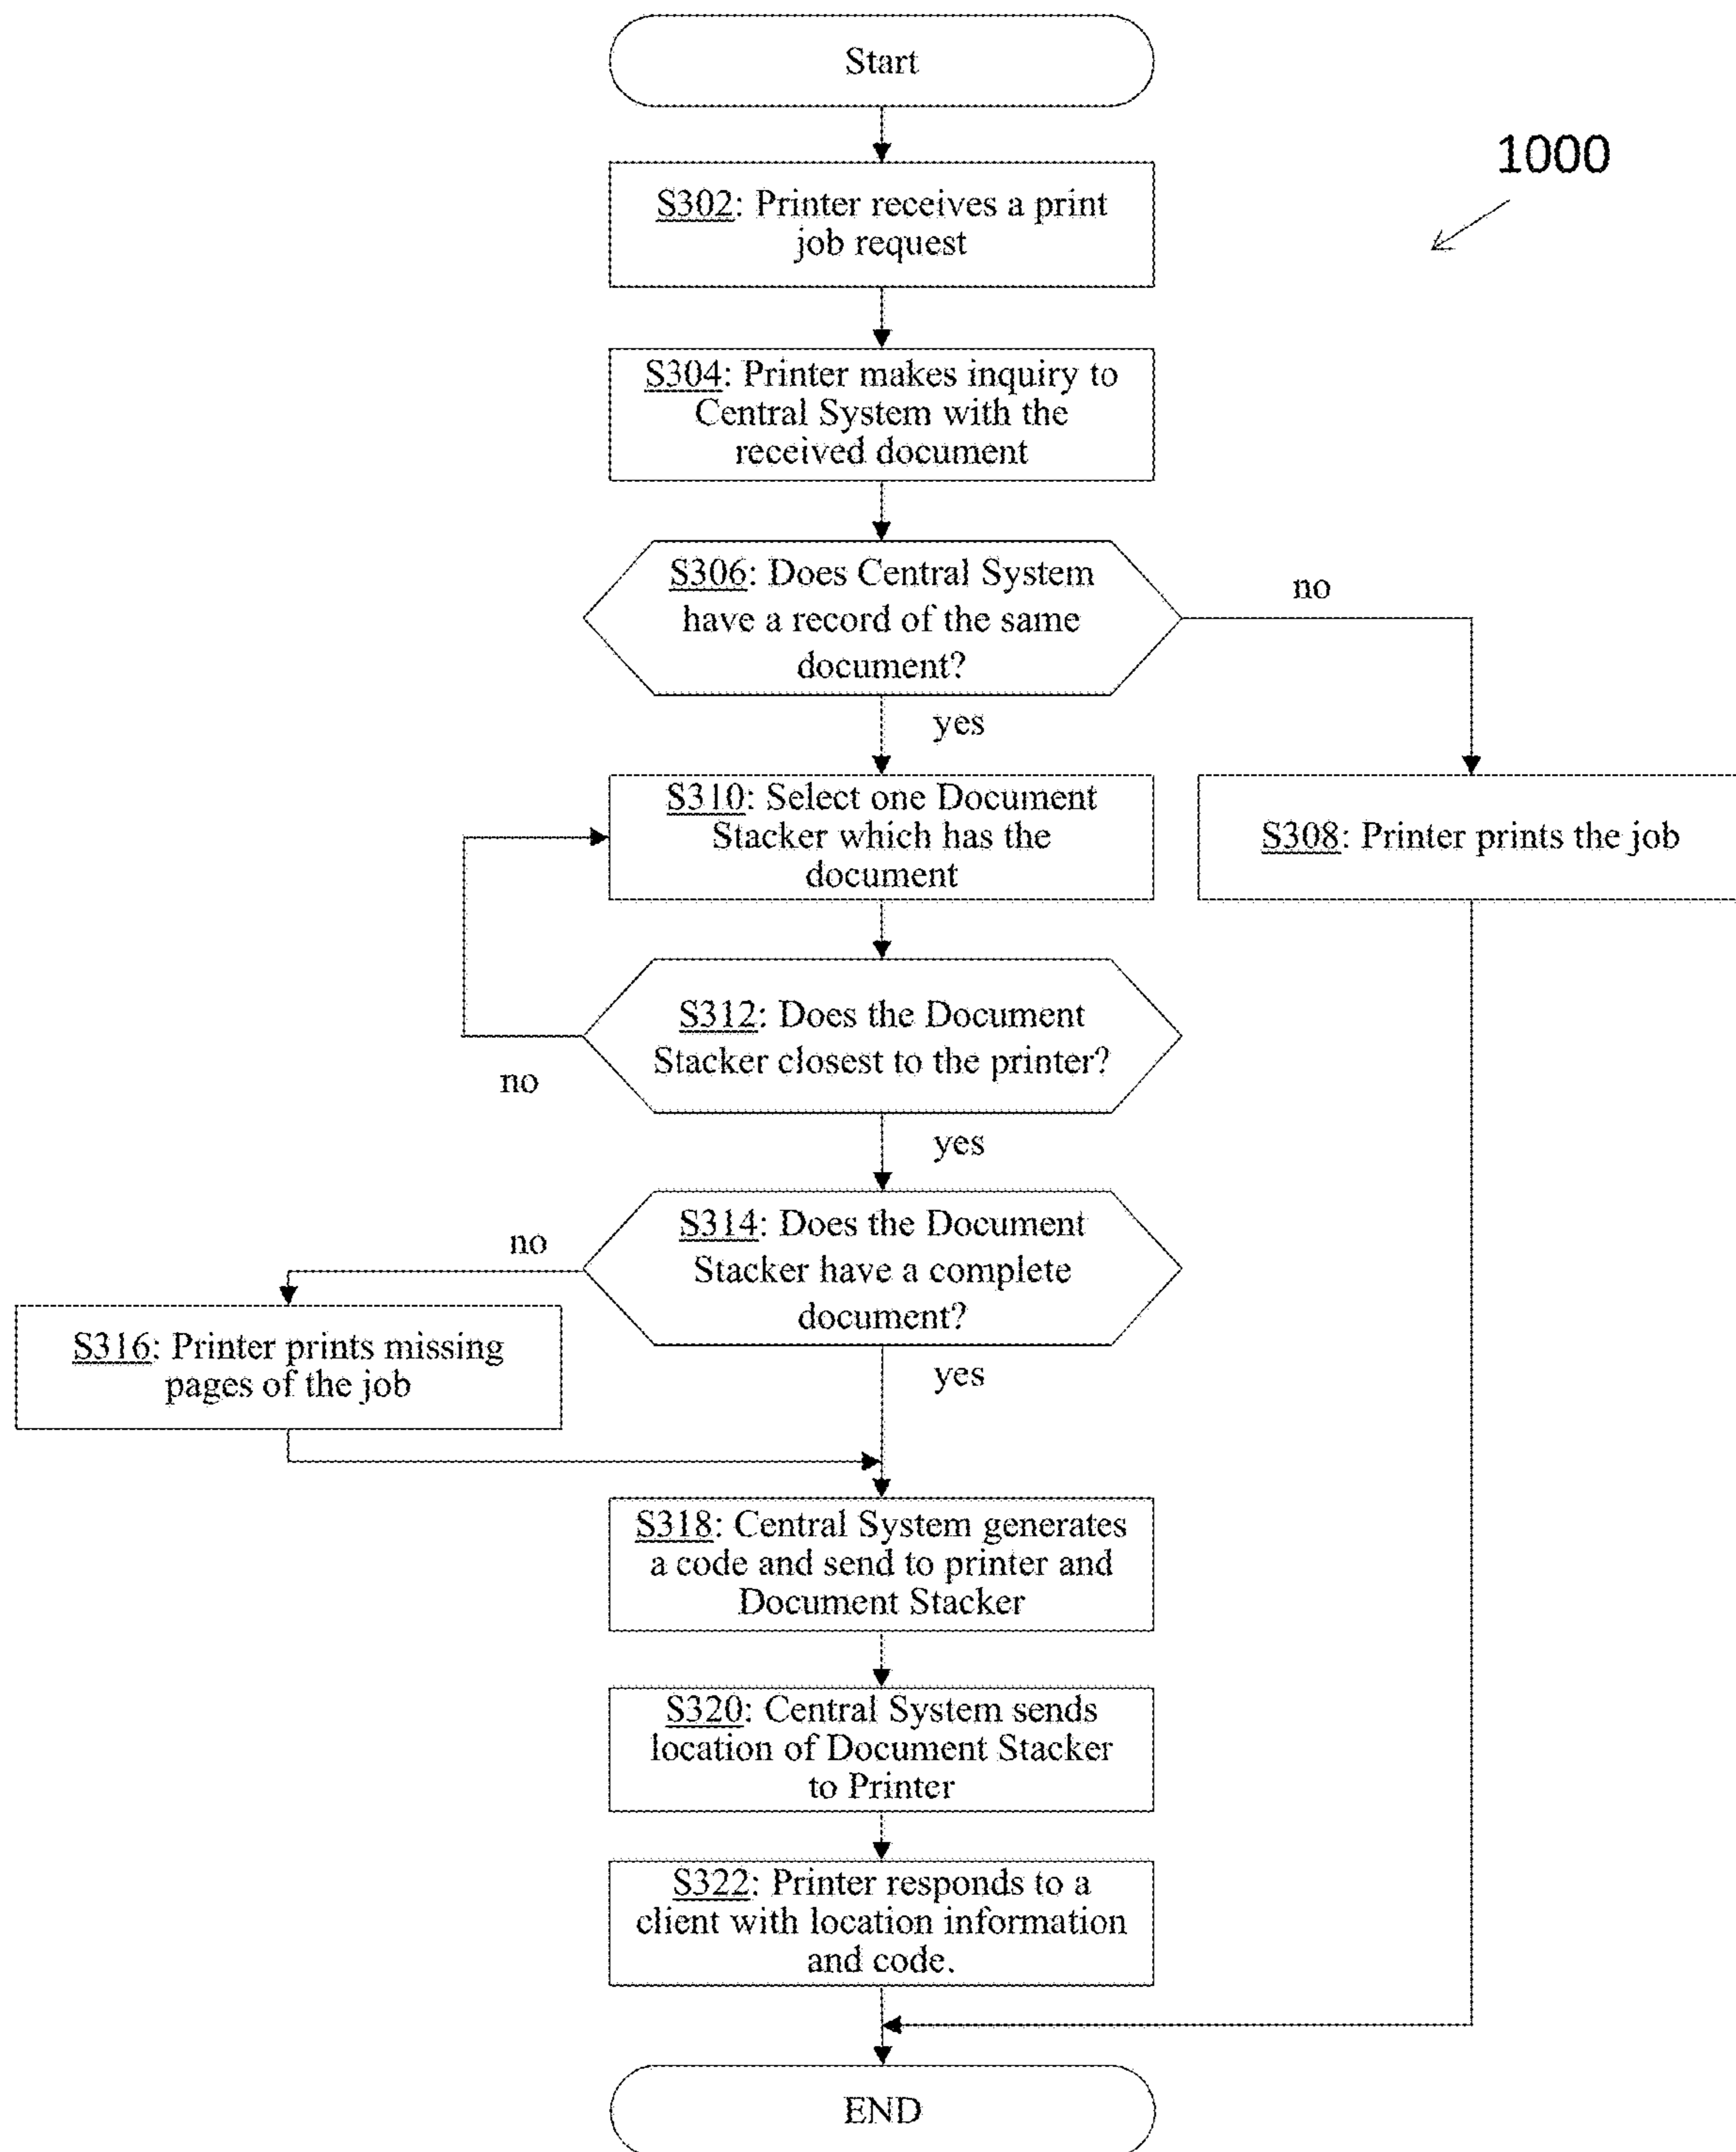 Start
1000
S302: Printer receives a print
job request
S304: Printer makes inquiry to
Central System with the
received document
S306: Does Central System
have a record of the same
document?
no
yes
S310: Select one Document
Stacker which has the
document
S308: Printer prints the job
S312: Does the Document
Stacker closest to the printer?
no
yes
S314: Does the Document
Stacker have a complete
document?
no
yes
S316: Printer prints missing
pages of the job
S318: Central System generates
a code and send to printer and
Document Stacker
S320: Central System sends
location of Document Stacker
to Printer
S322: Printer responds to a
client with location information
and code.
END